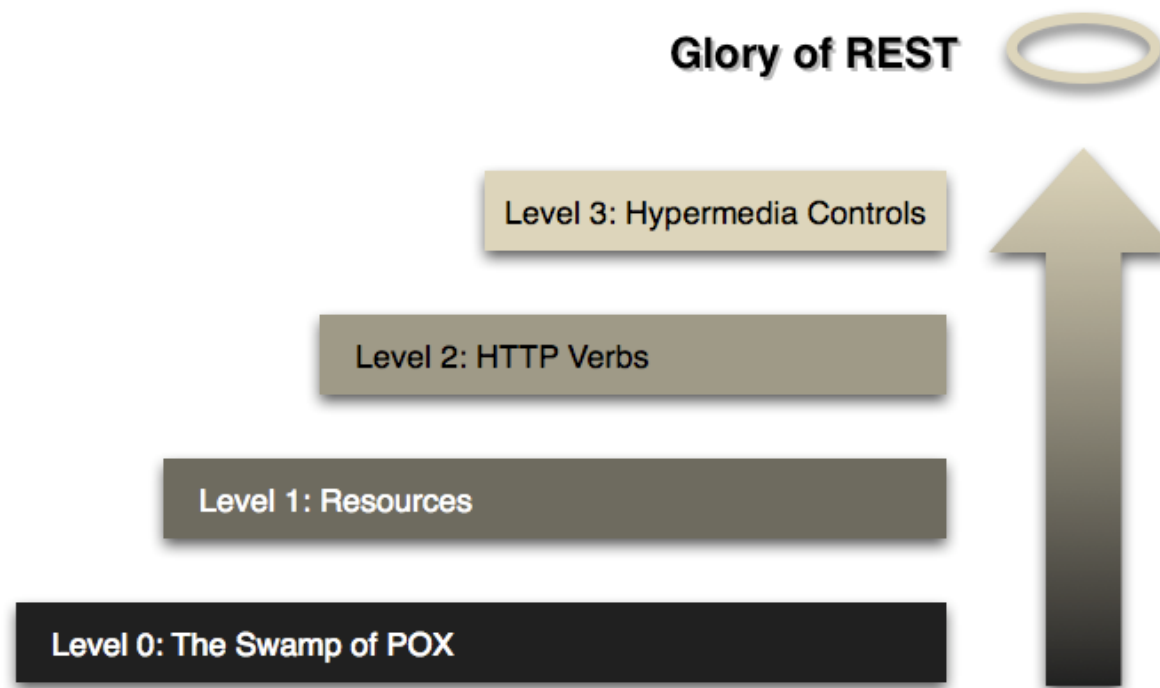 Glory of REST
Level 3: Hypermedia Controls
Level 2: HTTP Verbs
Level 1: Resources
Level 0: The Swamp of POX